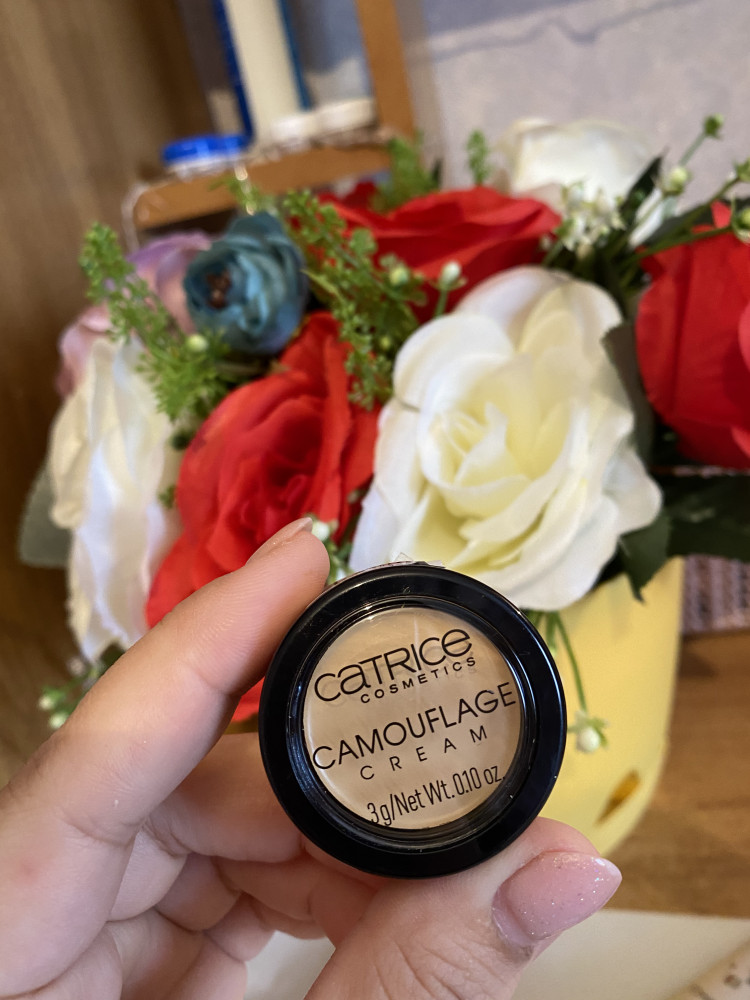 CATRICE
COSMETICS
CAMOUFLAGE
CREAM
3g/Net Wt. 0.10 oz.